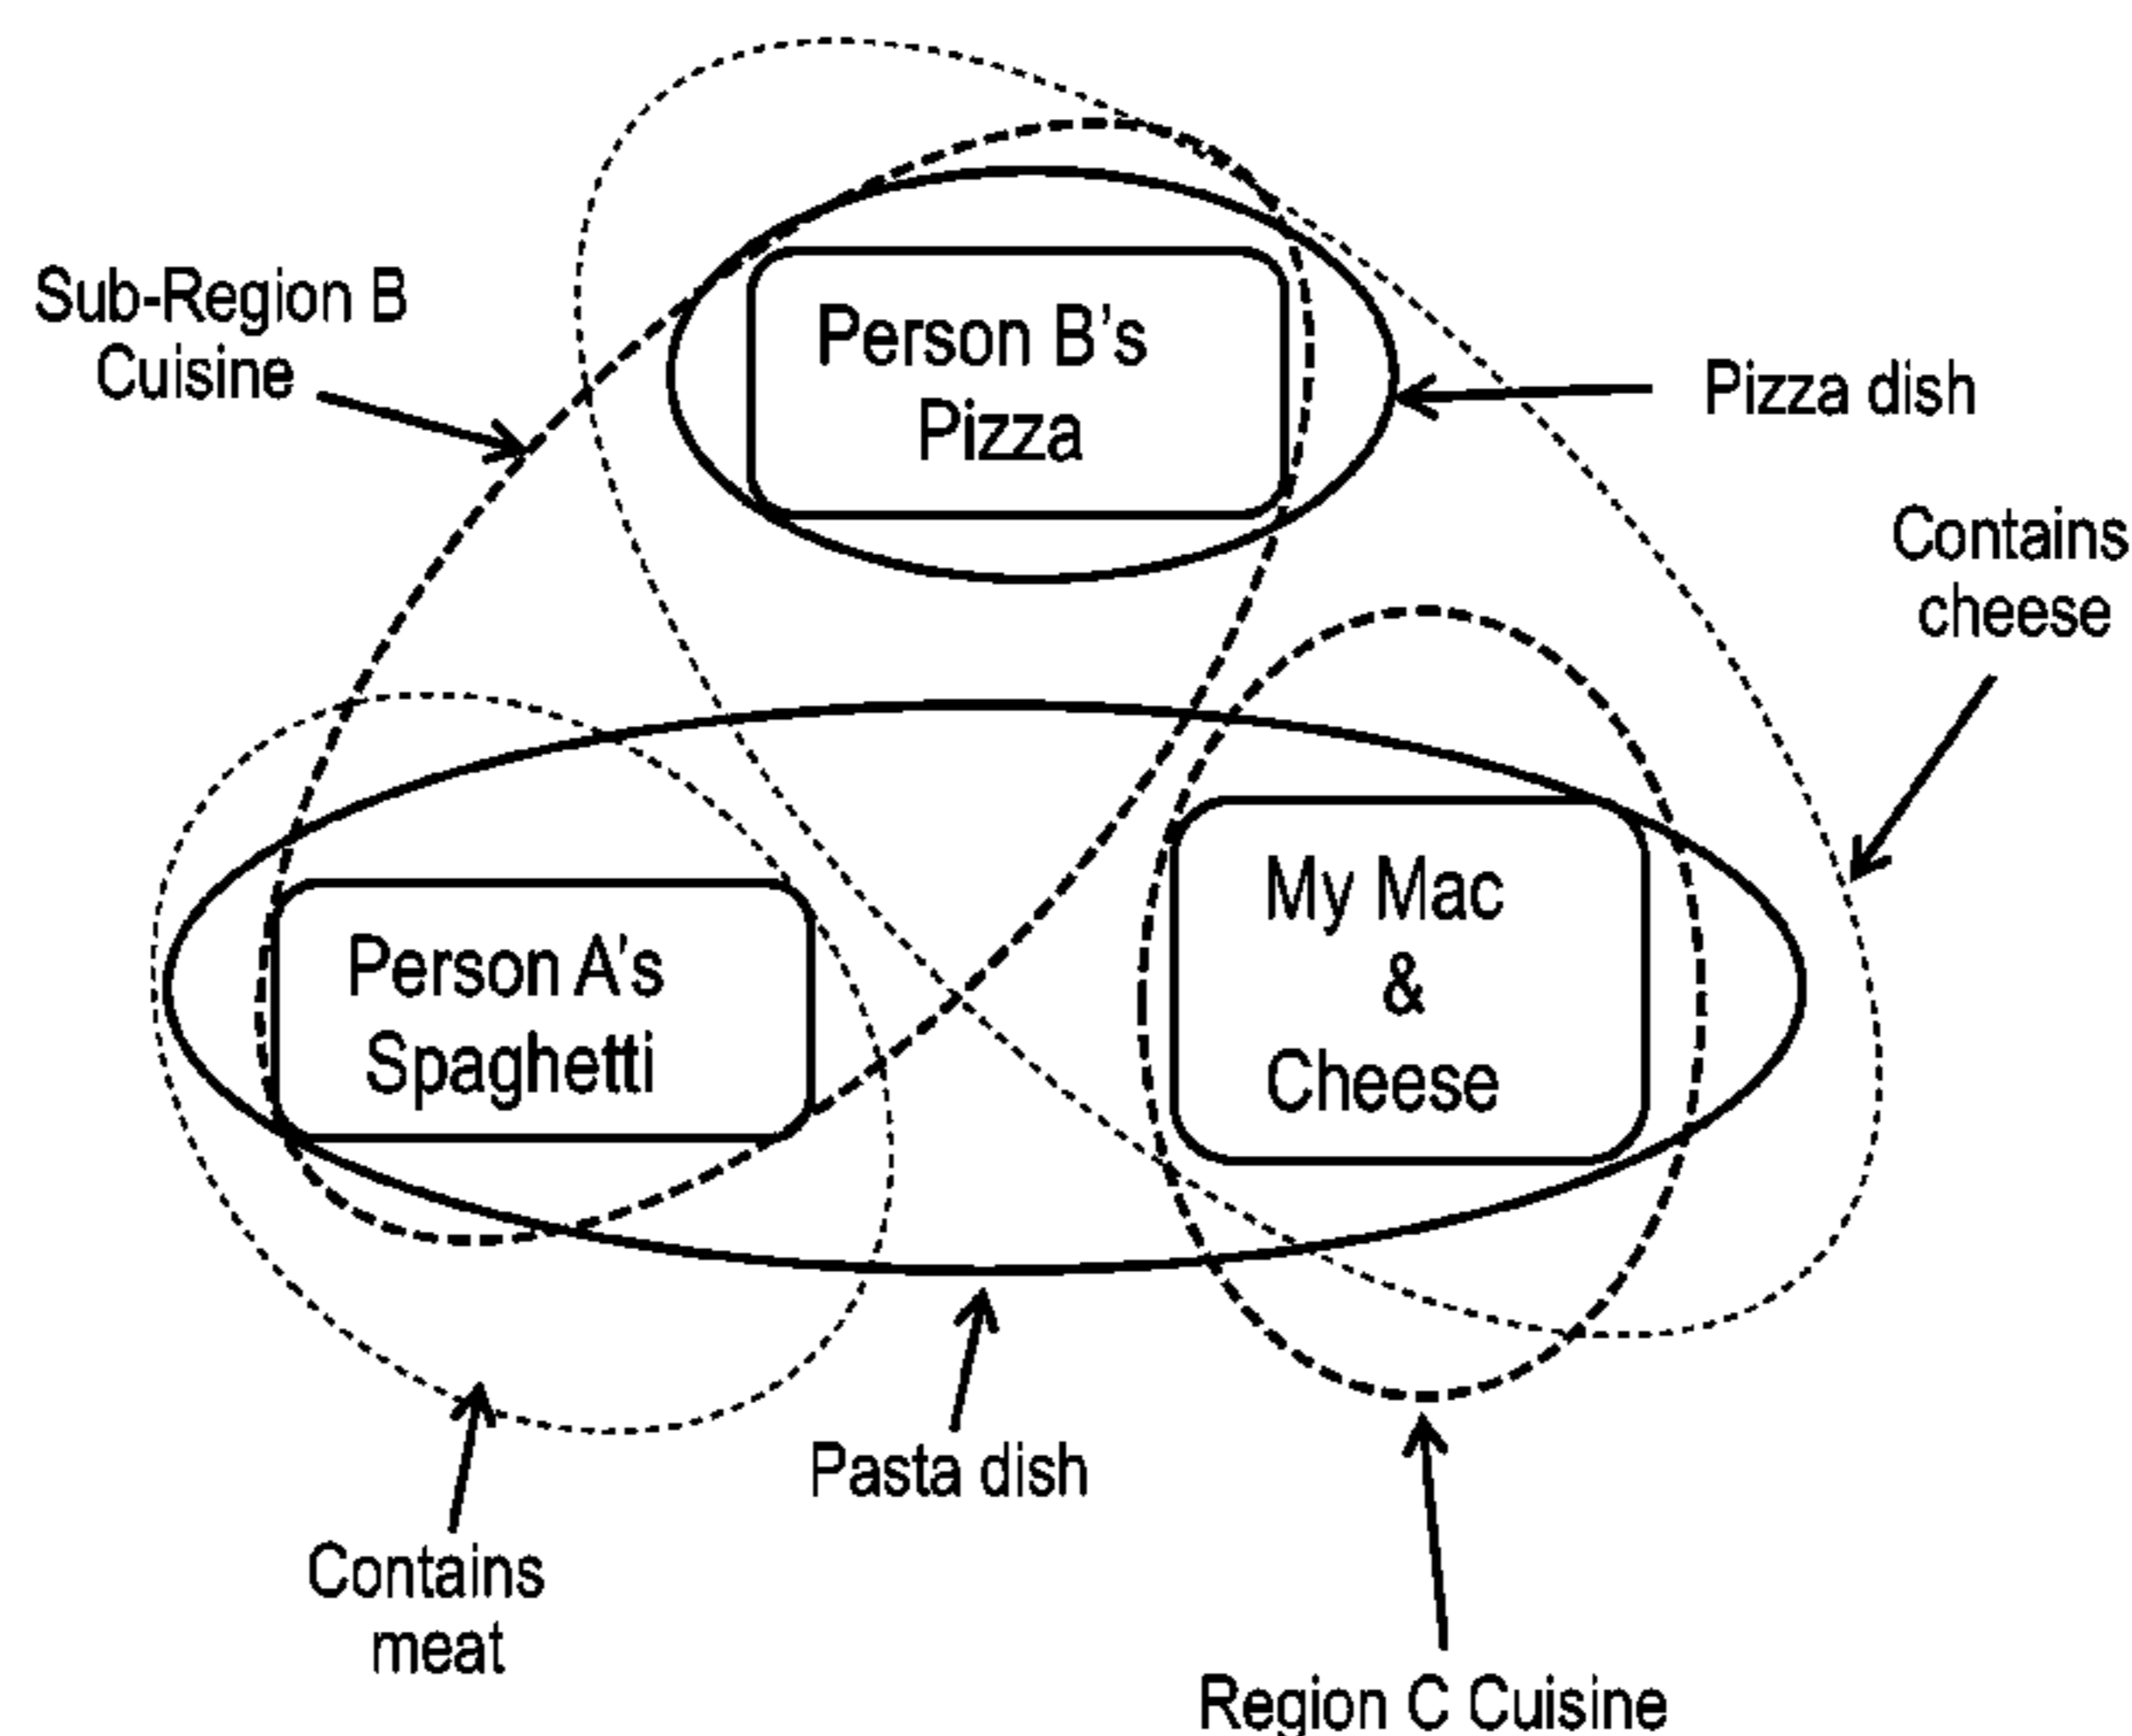 Sub-Region B
Cuisine
Person B's
Pizza
Pizza dish
Contains
cheese
My Mac
&
Cheese
Person A's
Spaghetti
Pasta dish
Contains
meat
Region C Cuisine